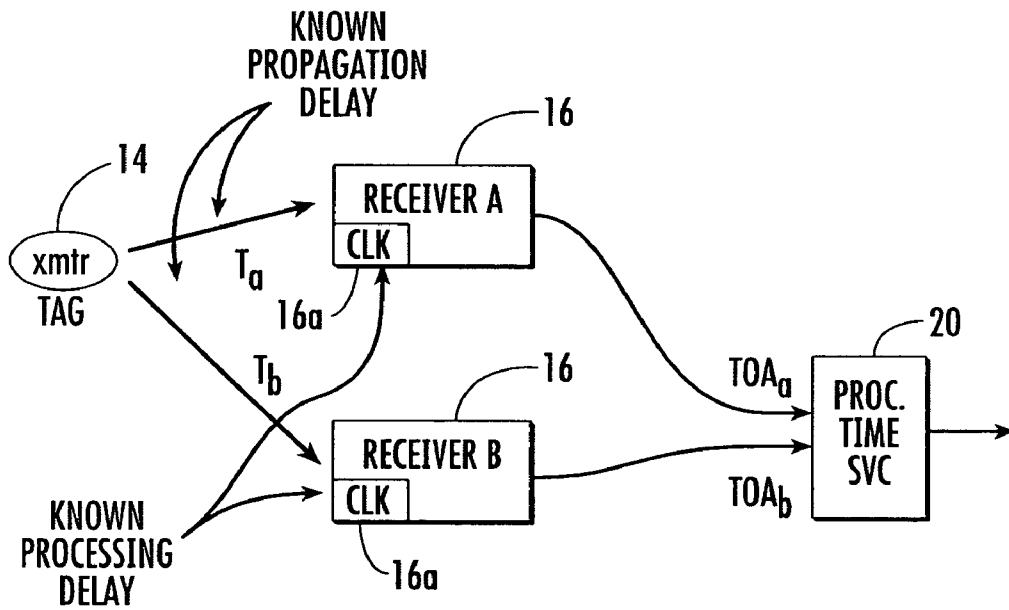 KNOWN
PROPAGATION
DELAY
14
xmtr
TAG
Ta
Tb
16
RECEIVER A
CLK
16a
16
RECEIVER B
CLK
16a
KNOWN
PROCESSING
DELAY
TOAa
TOAb
20
PROC.
TIME
SVC